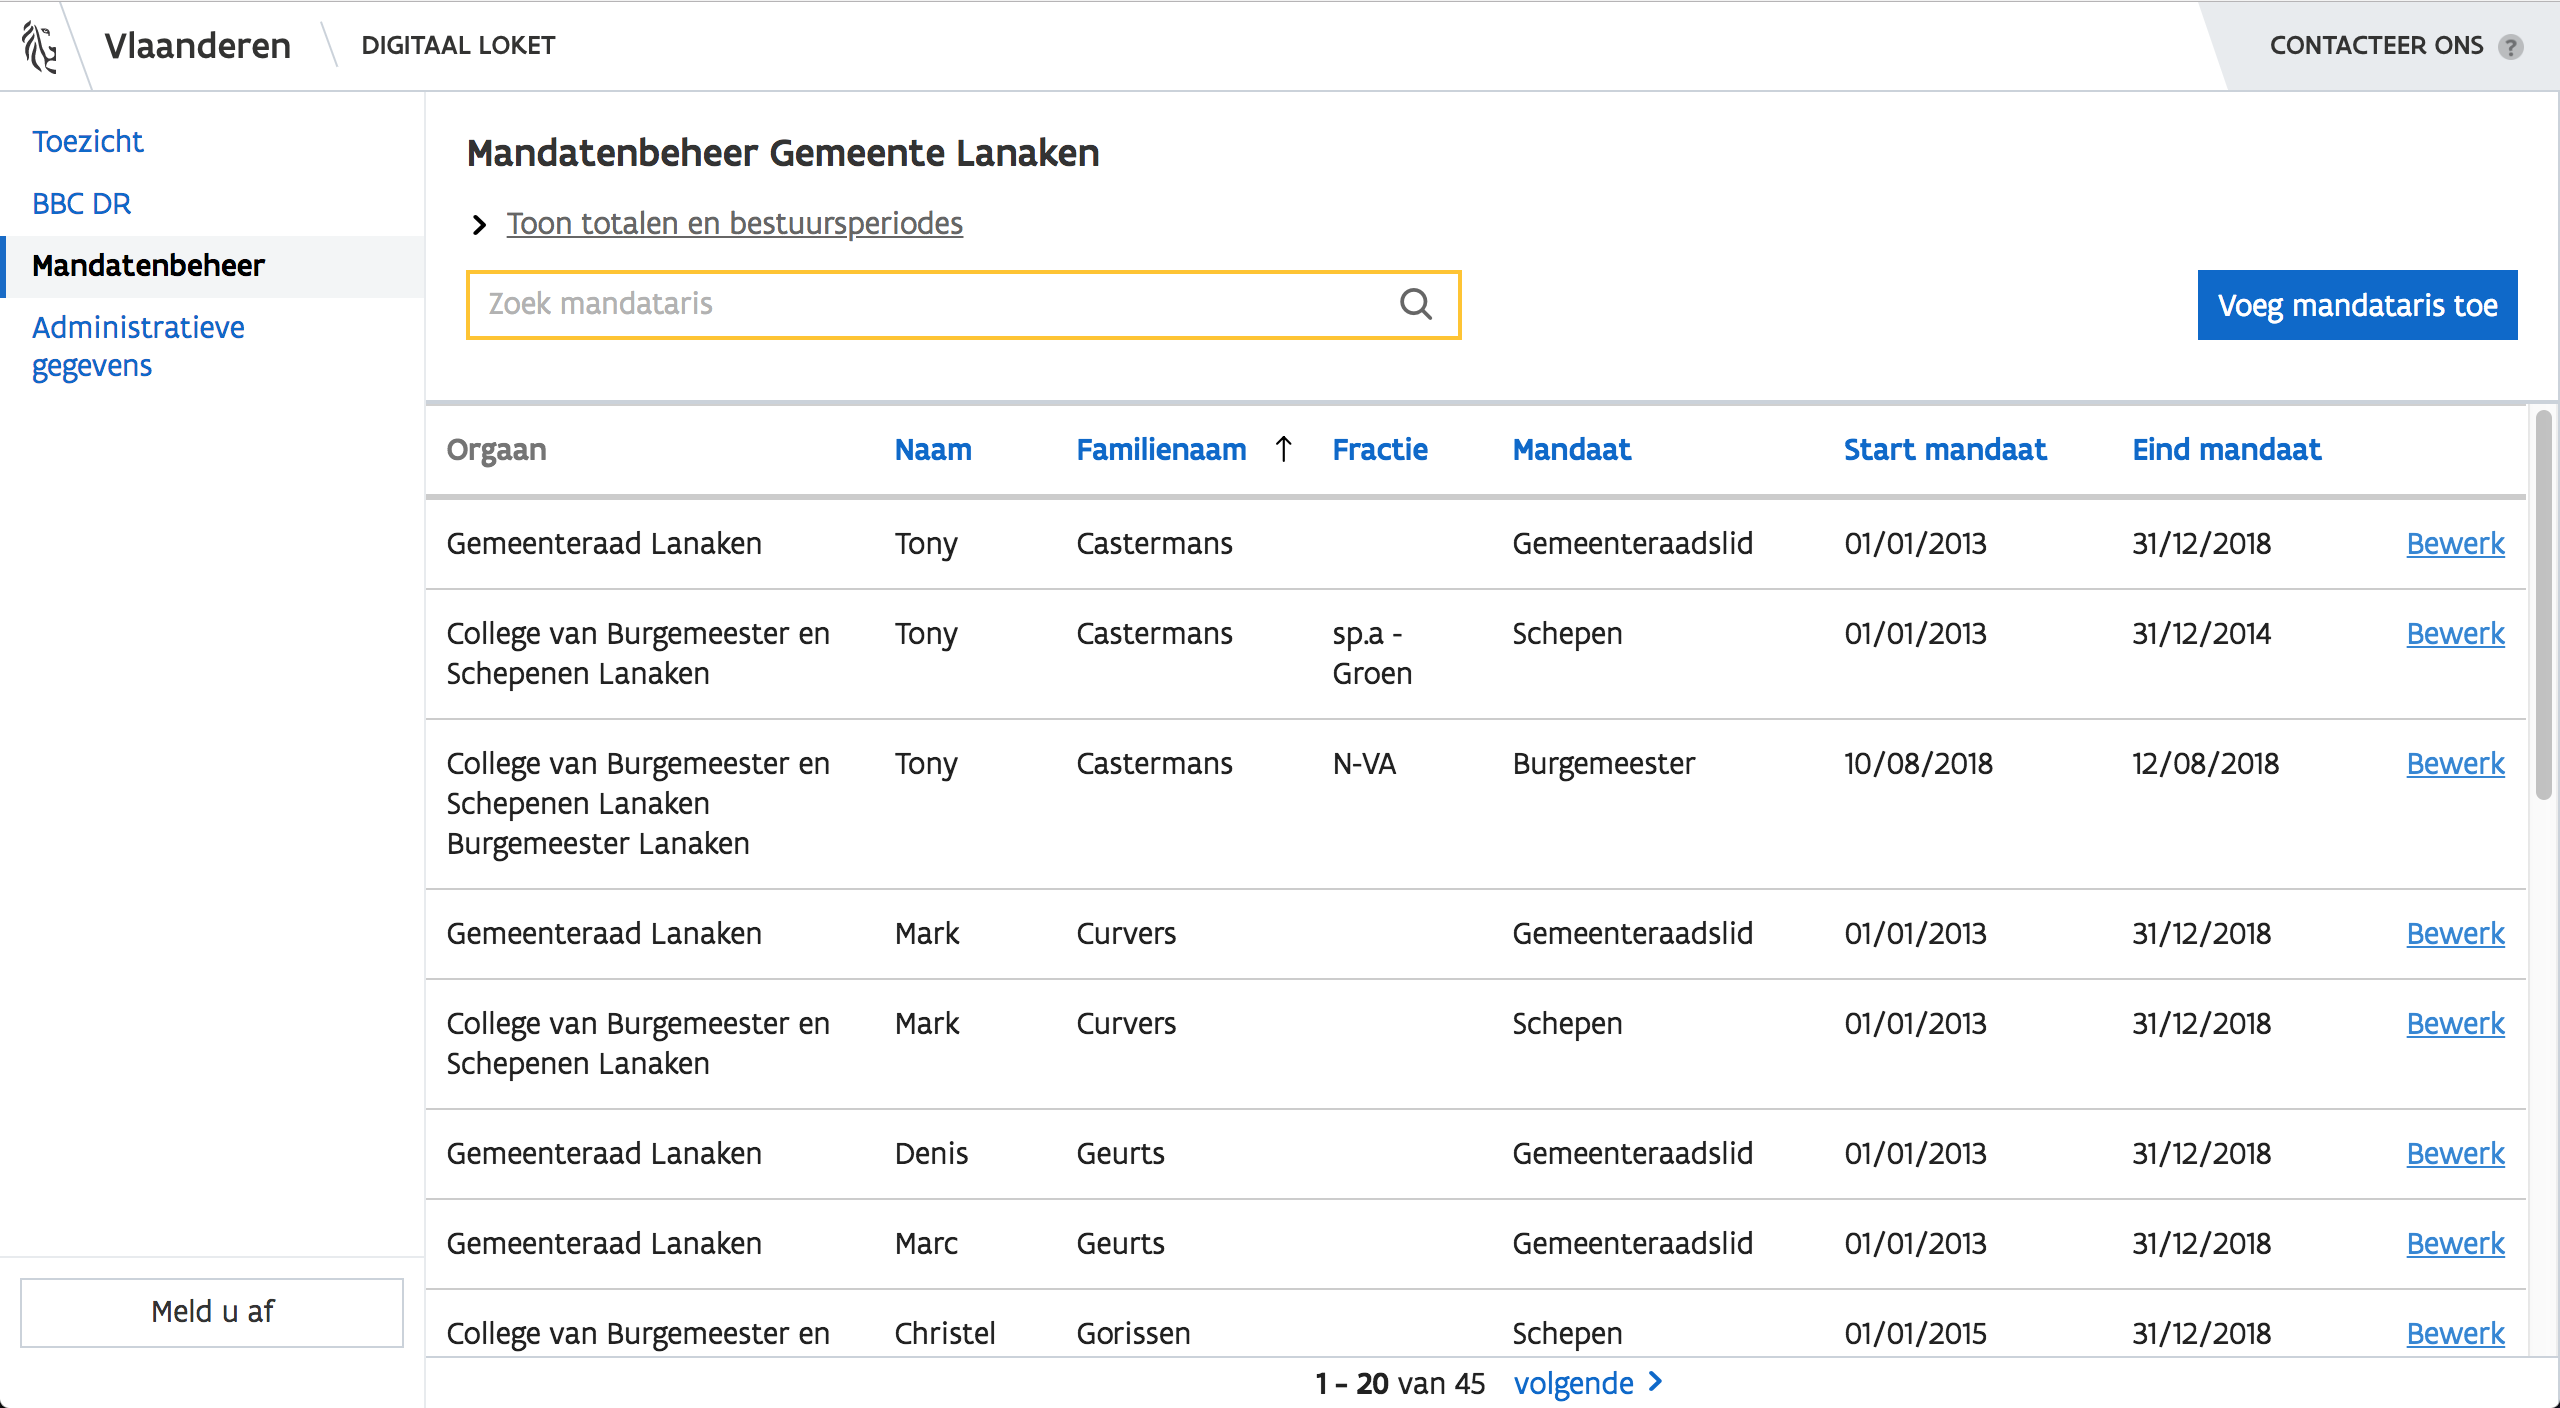 Vlaanderen
DIGITAAL LOKET
CONTACTEER ONS ?
Toezicht
BBC DR
Mandatenbeheer
Administratieve
gegevens
Meld u af
Mandatenbeheer Gemeente Lanaken
Toon totalen en bestuursperiodes
Zoek mandataris
Voeg mandataris toe
Orgaan Naam Familienaam ↑ Fractie Mandaat Start mandaat Eind mandaat
Gemeenteraad Lanaken Tony Castermans Gemeenteraadslid 01/01/2013 31/12/2018 Bewerk
College van Burgemeester en Tony Castermans sp.a - Schepen 01/01/2013 31/12/2014 Bewerk
Schepenen Lanaken Groen
College van Burgemeester en Tony Castermans N-VA Burgemeester 10/08/2018 12/08/2018 Bewerk
Schepenen Lanaken
Burgemeester Lanaken
Gemeenteraad Lanaken Mark Curvers Gemeenteraadslid 01/01/2013 31/12/2018 Bewerk
College van Burgemeester en Mark Curvers Schepen 01/01/2013 31/12/2018 Bewerk
Schepenen Lanaken
Gemeenteraad Lanaken Denis Geurts Gemeenteraadslid 01/01/2013 31/12/2018 Bewerk
Gemeenteraad Lanaken Marc Geurts Gemeenteraadslid 01/01/2013 31/12/2018 Bewerk
College van Burgemeester en Christel Gorissen Schepen 01/01/2015 31/12/2018 Bewerk
1 – 20 van 45 volgende